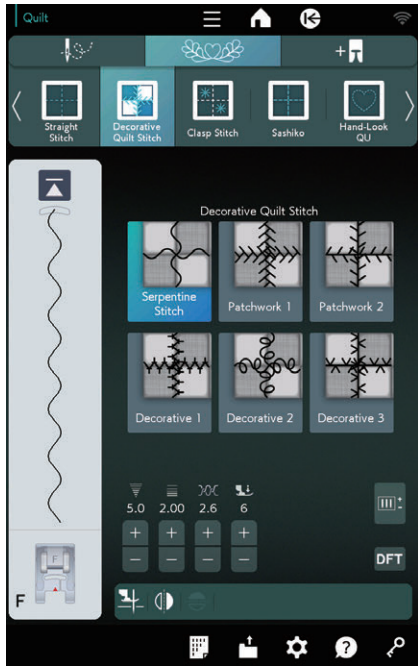 Quilt
+
Straight
Stitch
Decorative
Quilt Stitch
Clasp Stitch
Sashiko
Hand-Look
QU
Decorative Quilt Stitch
Serpentine
Stitch
Patchwork 1
Patchwork 2
Decorative 1
Decorative 2
Decorative 3
5.0
2.00
2.6
6
+ + + +
− − − −
DFT
F
F
?